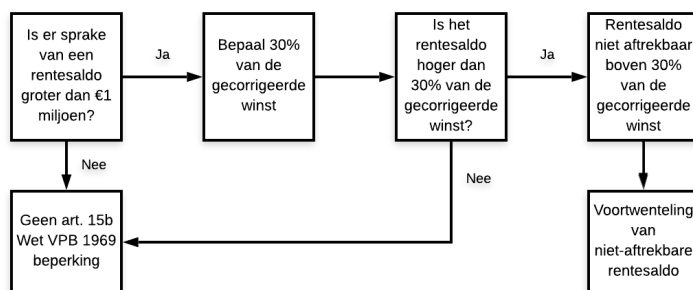 Is er sprake
van een
rentesaldo
groter dan €1
miljoen?
Ja
Bepaal 30%
van de
gecorrigeerde
winst
Is het
rentesaldo
hoger dan
30% van de
gecorrigeerde
winst?
Ja
Rentesaldo
niet aftrekbaar
boven 30%
van de
gecorrigeerde
winst
Nee
Nee
Geen art. 15b
Wet VPB 1969
beperking
Voortwenteling
van
niet-aftrekbare
rentesaldo